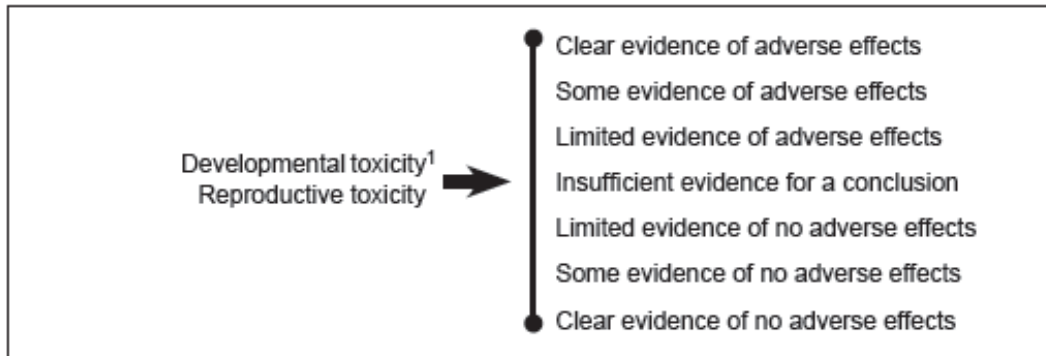 Developmental toxicity¹
Reproductive toxicity
Clear evidence of adverse effects
Some evidence of adverse effects
Limited evidence of adverse effects
Insufficient evidence for a conclusion
Limited evidence of no adverse effects
Some evidence of no adverse effects
Clear evidence of no adverse effects